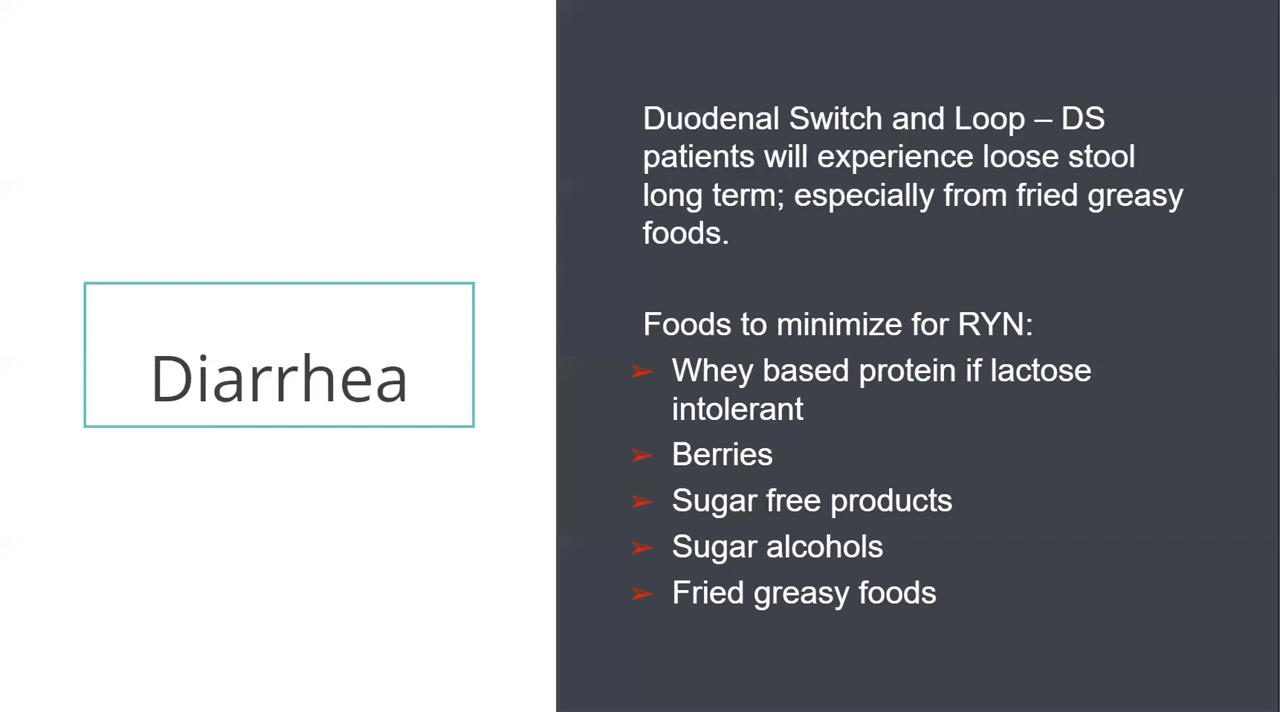 Diarrhea
Duodenal Switch and Loop – DS
patients will experience loose stool
long term; especially from fried greasy
foods.
Foods to minimize for RYN:
➢ Whey based protein if lactose
intolerant
➢ Berries
➢ Sugar free products
➢ Sugar alcohols
➢ Fried greasy foods